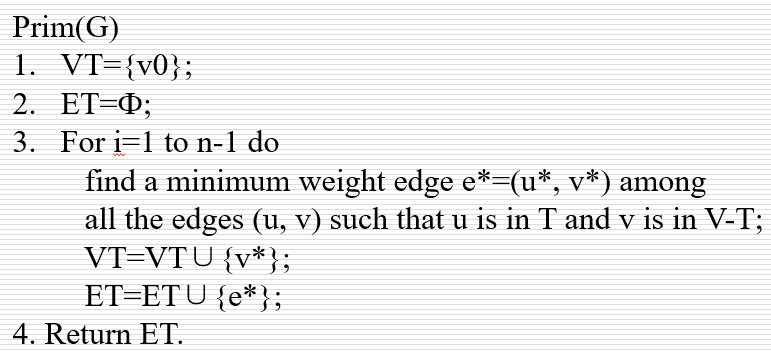 Prim(G)
1. VT={v0};
2. ET=Φ;
3. For i=1 to n-1 do
find a minimum weight edge e*=(u*, v*) among
all the edges (u, v) such that u is in T and v is in V-T;
VT=VT∪{v*};
ET=ET∪{e*};
4. Return ET.